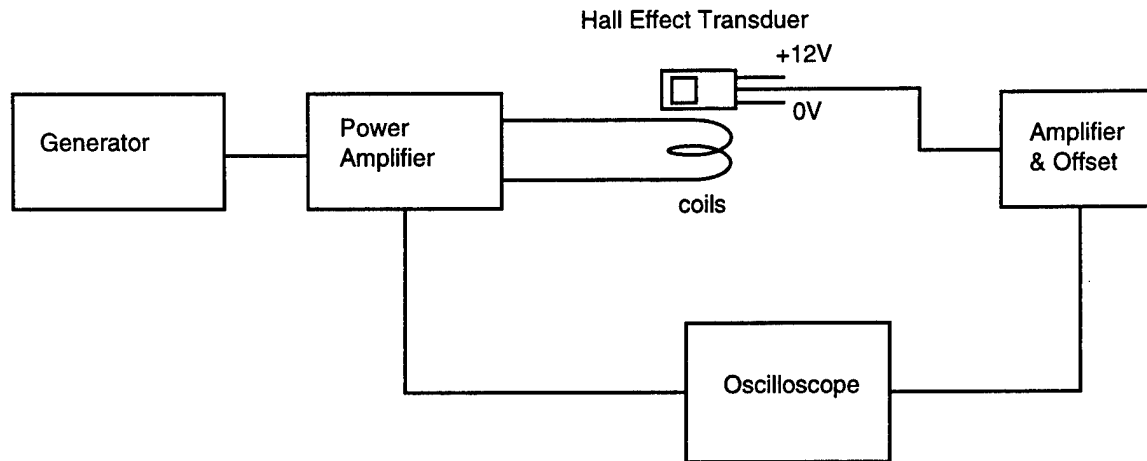 Hall Effect Transduer
+12V
0V
Generator
Power
Amplifier
coils
Amplifier
& Offset
Oscilloscope